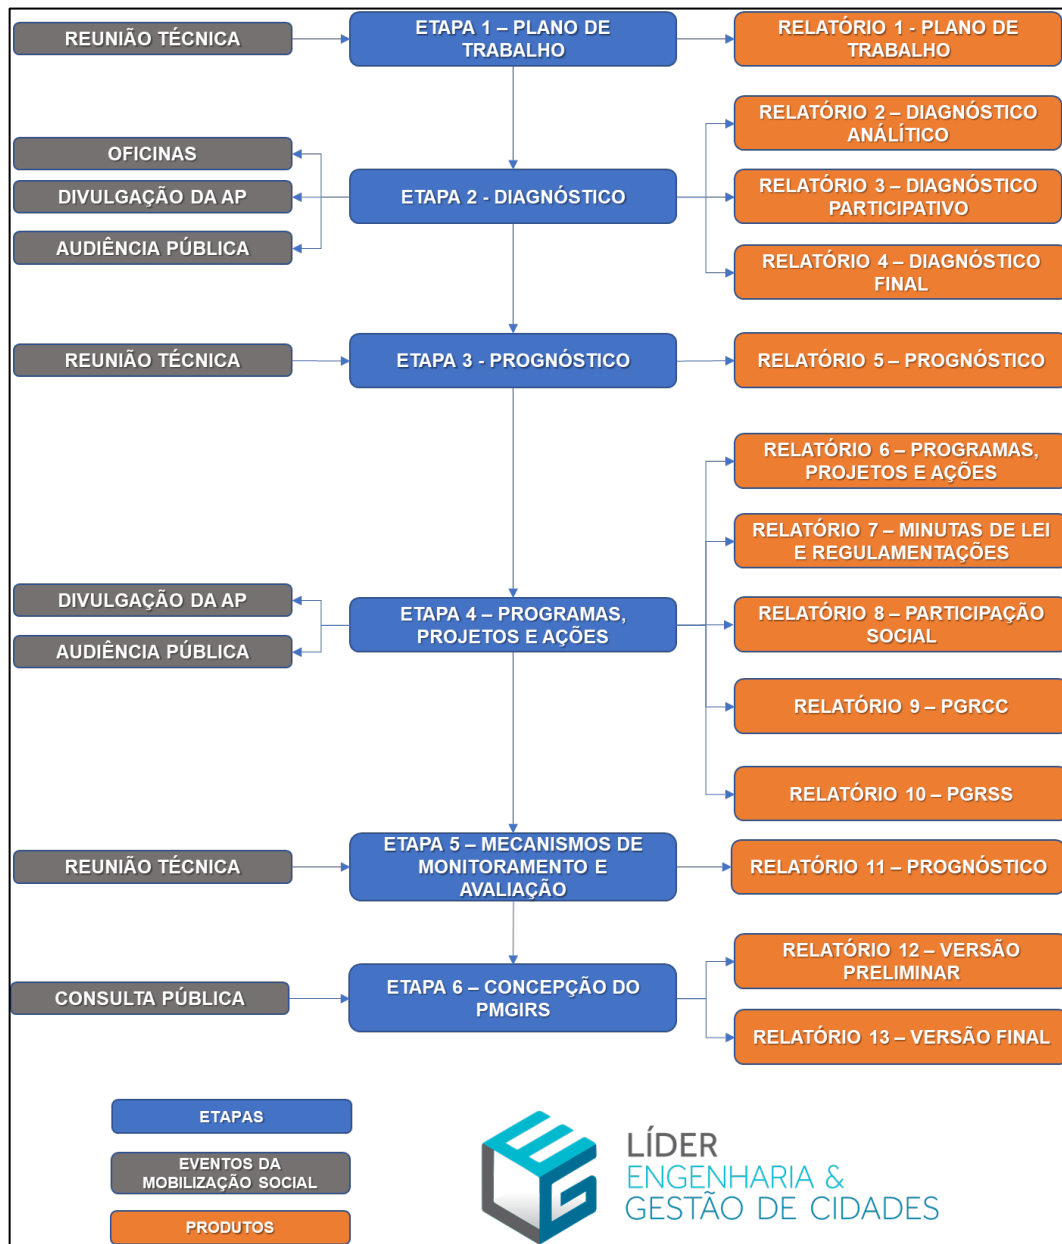 REUNIÃO TÉCNICA
ETAPA 1 – PLANO DE
TRABALHO
RELATÓRIO 1 - PLANO DE
TRABALHO
RELATÓRIO 2 – DIAGNÓSTICO
ANÁLÍTICO
OFICINAS
DIVULGAÇÃO DA AP
AUDIÊNCIA PÚBLICA
ETAPA 2 - DIAGNÓSTICO
RELATÓRIO 3 – DIAGNÓSTICO
PARTICIPATIVO
RELATÓRIO 4 – DIAGNÓSTICO
FINAL
REUNIÃO TÉCNICA
ETAPA 3 - PROGNÓSTICO
RELATÓRIO 5 – PROGNÓSTICO
RELATÓRIO 6 – PROGRAMAS,
PROJETOS E AÇÕES
RELATÓRIO 7 – MINUTAS DE LEI
E REGULAMENTAÇÕES
DIVULGAÇÃO DA AP
AUDIÊNCIA PÚBLICA
ETAPA 4 – PROGRAMAS,
PROJETOS E AÇÕES
RELATÓRIO 8 – PARTICIPAÇÃO
SOCIAL
RELATÓRIO 9 – PGRCC
RELATÓRIO 10 – PGRSS
REUNIÃO TÉCNICA
ETAPA 5 – MECANISMOS DE
MONITORAMENTO E
AVALIAÇÃO
RELATÓRIO 11 – PROGNÓSTICO
CONSULTA PÚBLICA
ETAPA 6 – CONCEPÇÃO DO
PMGIRS
RELATÓRIO 12 – VERSÃO
PRELIMINAR
RELATÓRIO 13 – VERSÃO FINAL
ETAPAS
EVENTOS DA
MOBILIZAÇÃO SOCIAL
PRODUTOS
LÍDER
ENGENHARIA &
GESTÃO DE CIDADES